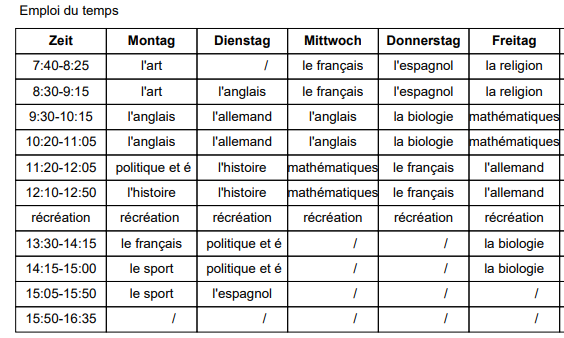 Emploi du temps
Zeit Montag Dienstag Mittwoch Donnerstag Freitag
7:40-8:25 l'art / le français l'espagnol la religion
8:30-9:15 l'art l'anglais le français l'espagnol la religion
9:30-10:15 l'anglais l'allemand l'anglais la biologie mathématiques
10:20-11:05 l'anglais l'allemand l'anglais la biologie mathématiques
11:20-12:05 politique et é l'histoire mathématiques le français l'allemand
12:10-12:50 l'histoire l'histoire mathématiques le français l'allemand
récréation récréation récréation récréation récréation récréation
13:30-14:15 le français politique et é / / la biologie
14:15-15:00 le sport politique et é / / la biologie
15:05-15:50 le sport l'espagnol / / /
15:50-16:35 / / / / /